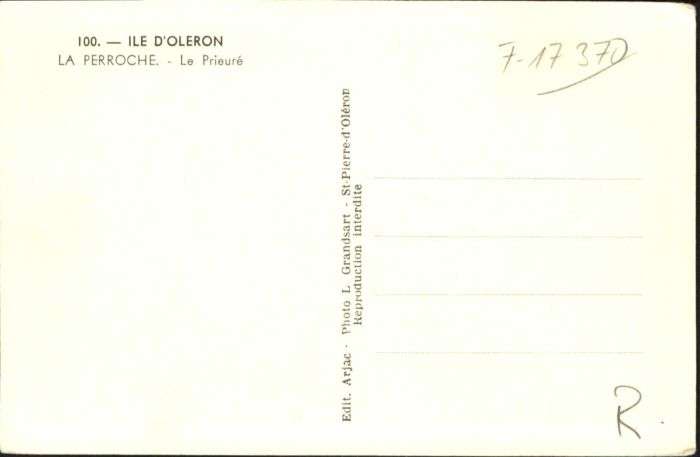 100. — ILE D'OLERON
LA PERROCHE. - Le Prieuré
7-17 370
Edit. Arjac - Photo L. Grandsart - St-Pierre-d'Oléron
Reproduction interdite
R